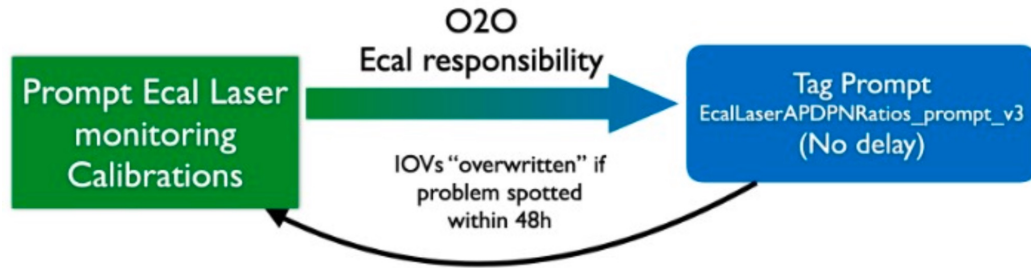 O2O
Ecal responsibility
Prompt Ecal Laser
monitoring
Calibrations
Tag Prompt
EcalLaserAPDPNRatios_prompt_v3
(No delay)
IOVs “overwritten” if
problem spotted
within 48h